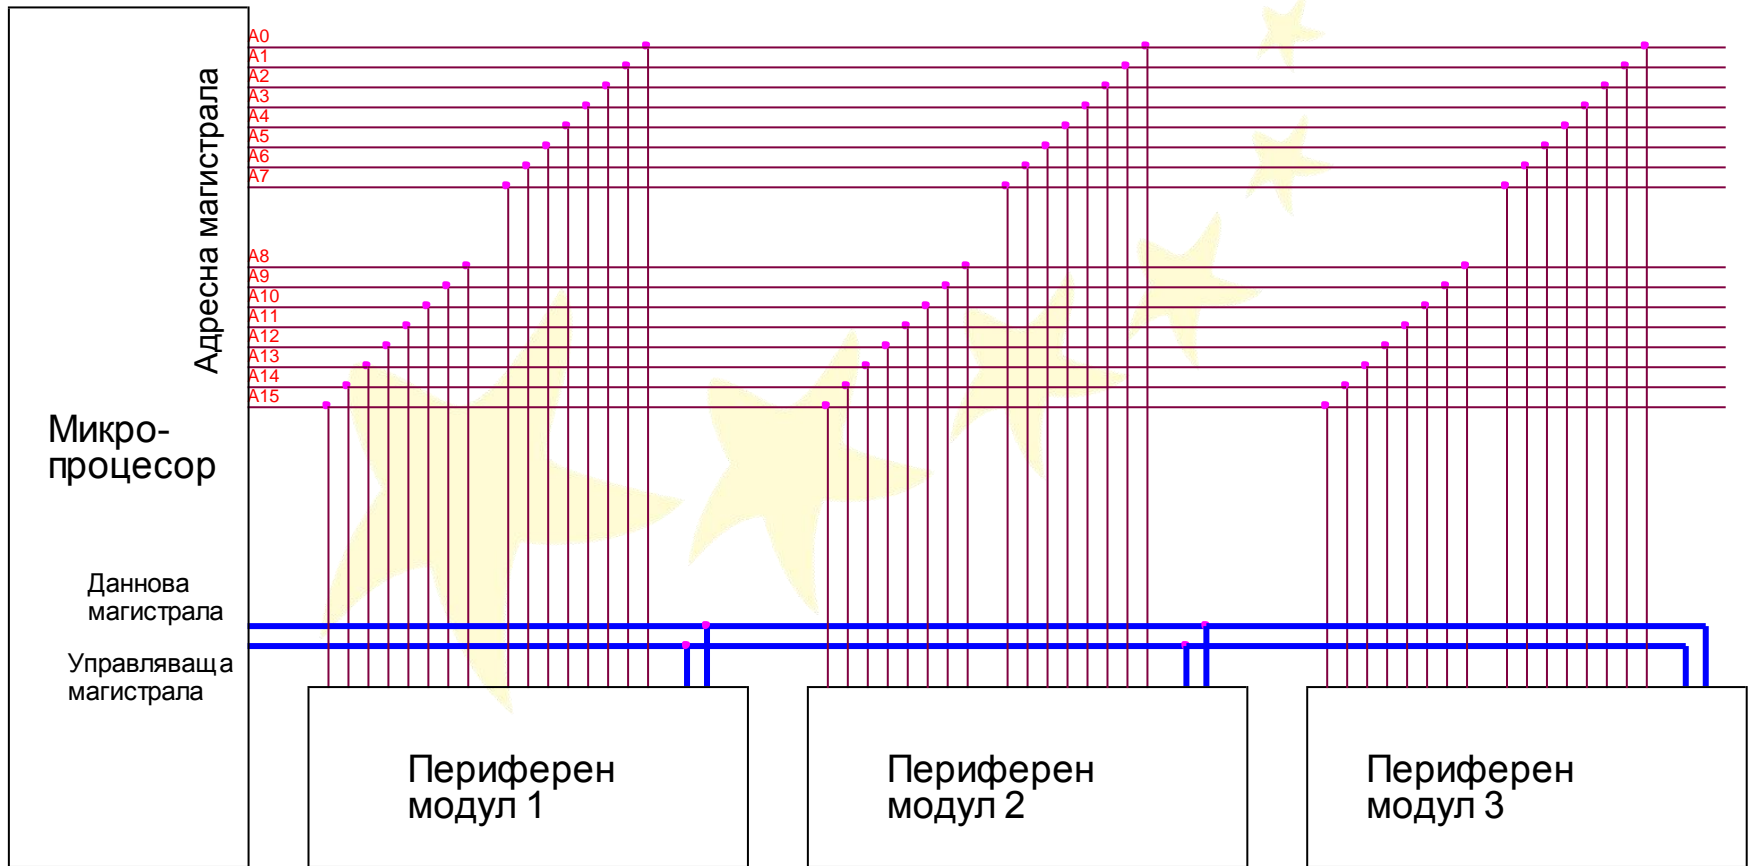 A0
A1
A2
A3
A4
A5
A6
A7
A8
A9
A10
A11
A12
A13
A14
A15
Адресна магистрала
Микро-
процесор
Даннова
магистрала
Управляваща
магистрала
Периферен
модул 1
Периферен
модул 2
Периферен
модул 3